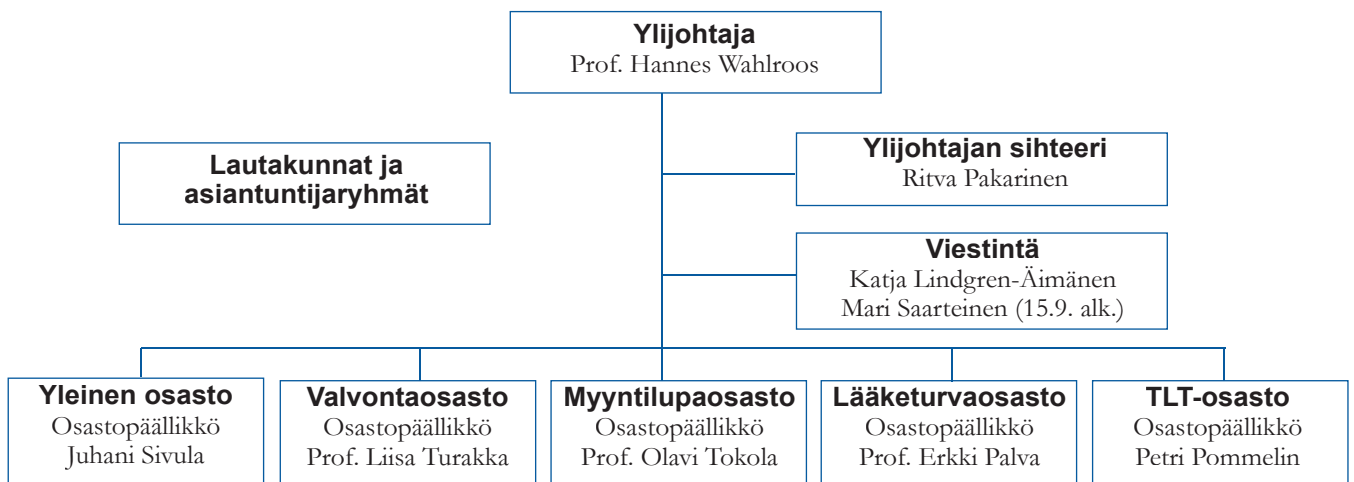 Ylijohtaja
Prof. Hannes Wahlroos
Lautakunnat ja
asiantuntijaryhmät
Ylijohtajan sihteeri
Ritva Pakarinen
Viestintä
Katja Lindgren-Äimänen
Mari Saarteinen (15.9. alk.)
Yleinen osasto
Osastopäällikkö
Juhani Sivula
Valvontaosasto
Osastopäällikkö
Prof. Liisa Turakka
Myyntilupaosasto
Osastopäällikkö
Prof. Olavi Tokola
Lääketurvaosasto
Osastopäällikkö
Prof. Erkki Palva
TLT-osasto
Osastopäällikkö
Petri Pommelin